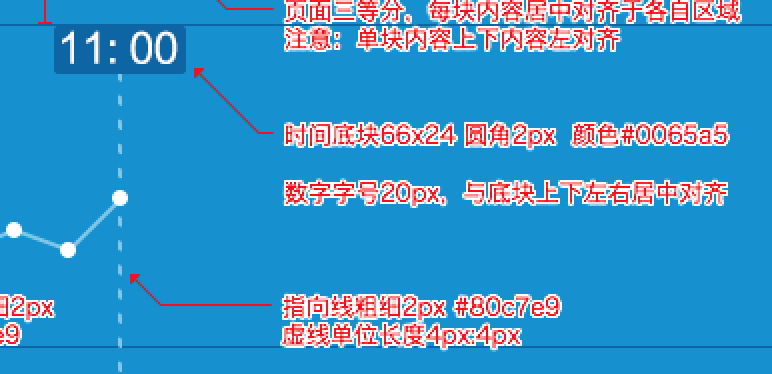 页面三等分，每块内容居中对齐于各自区域
注意：单块内容上下内容左对齐
11:00
时间底块66x24 圆角2px 颜色#0065a5
数字字号20px，与底块上下左右居中对齐
细2px
指向线粗细2px #80c7e9
e9
虚线单位长度4px:4px